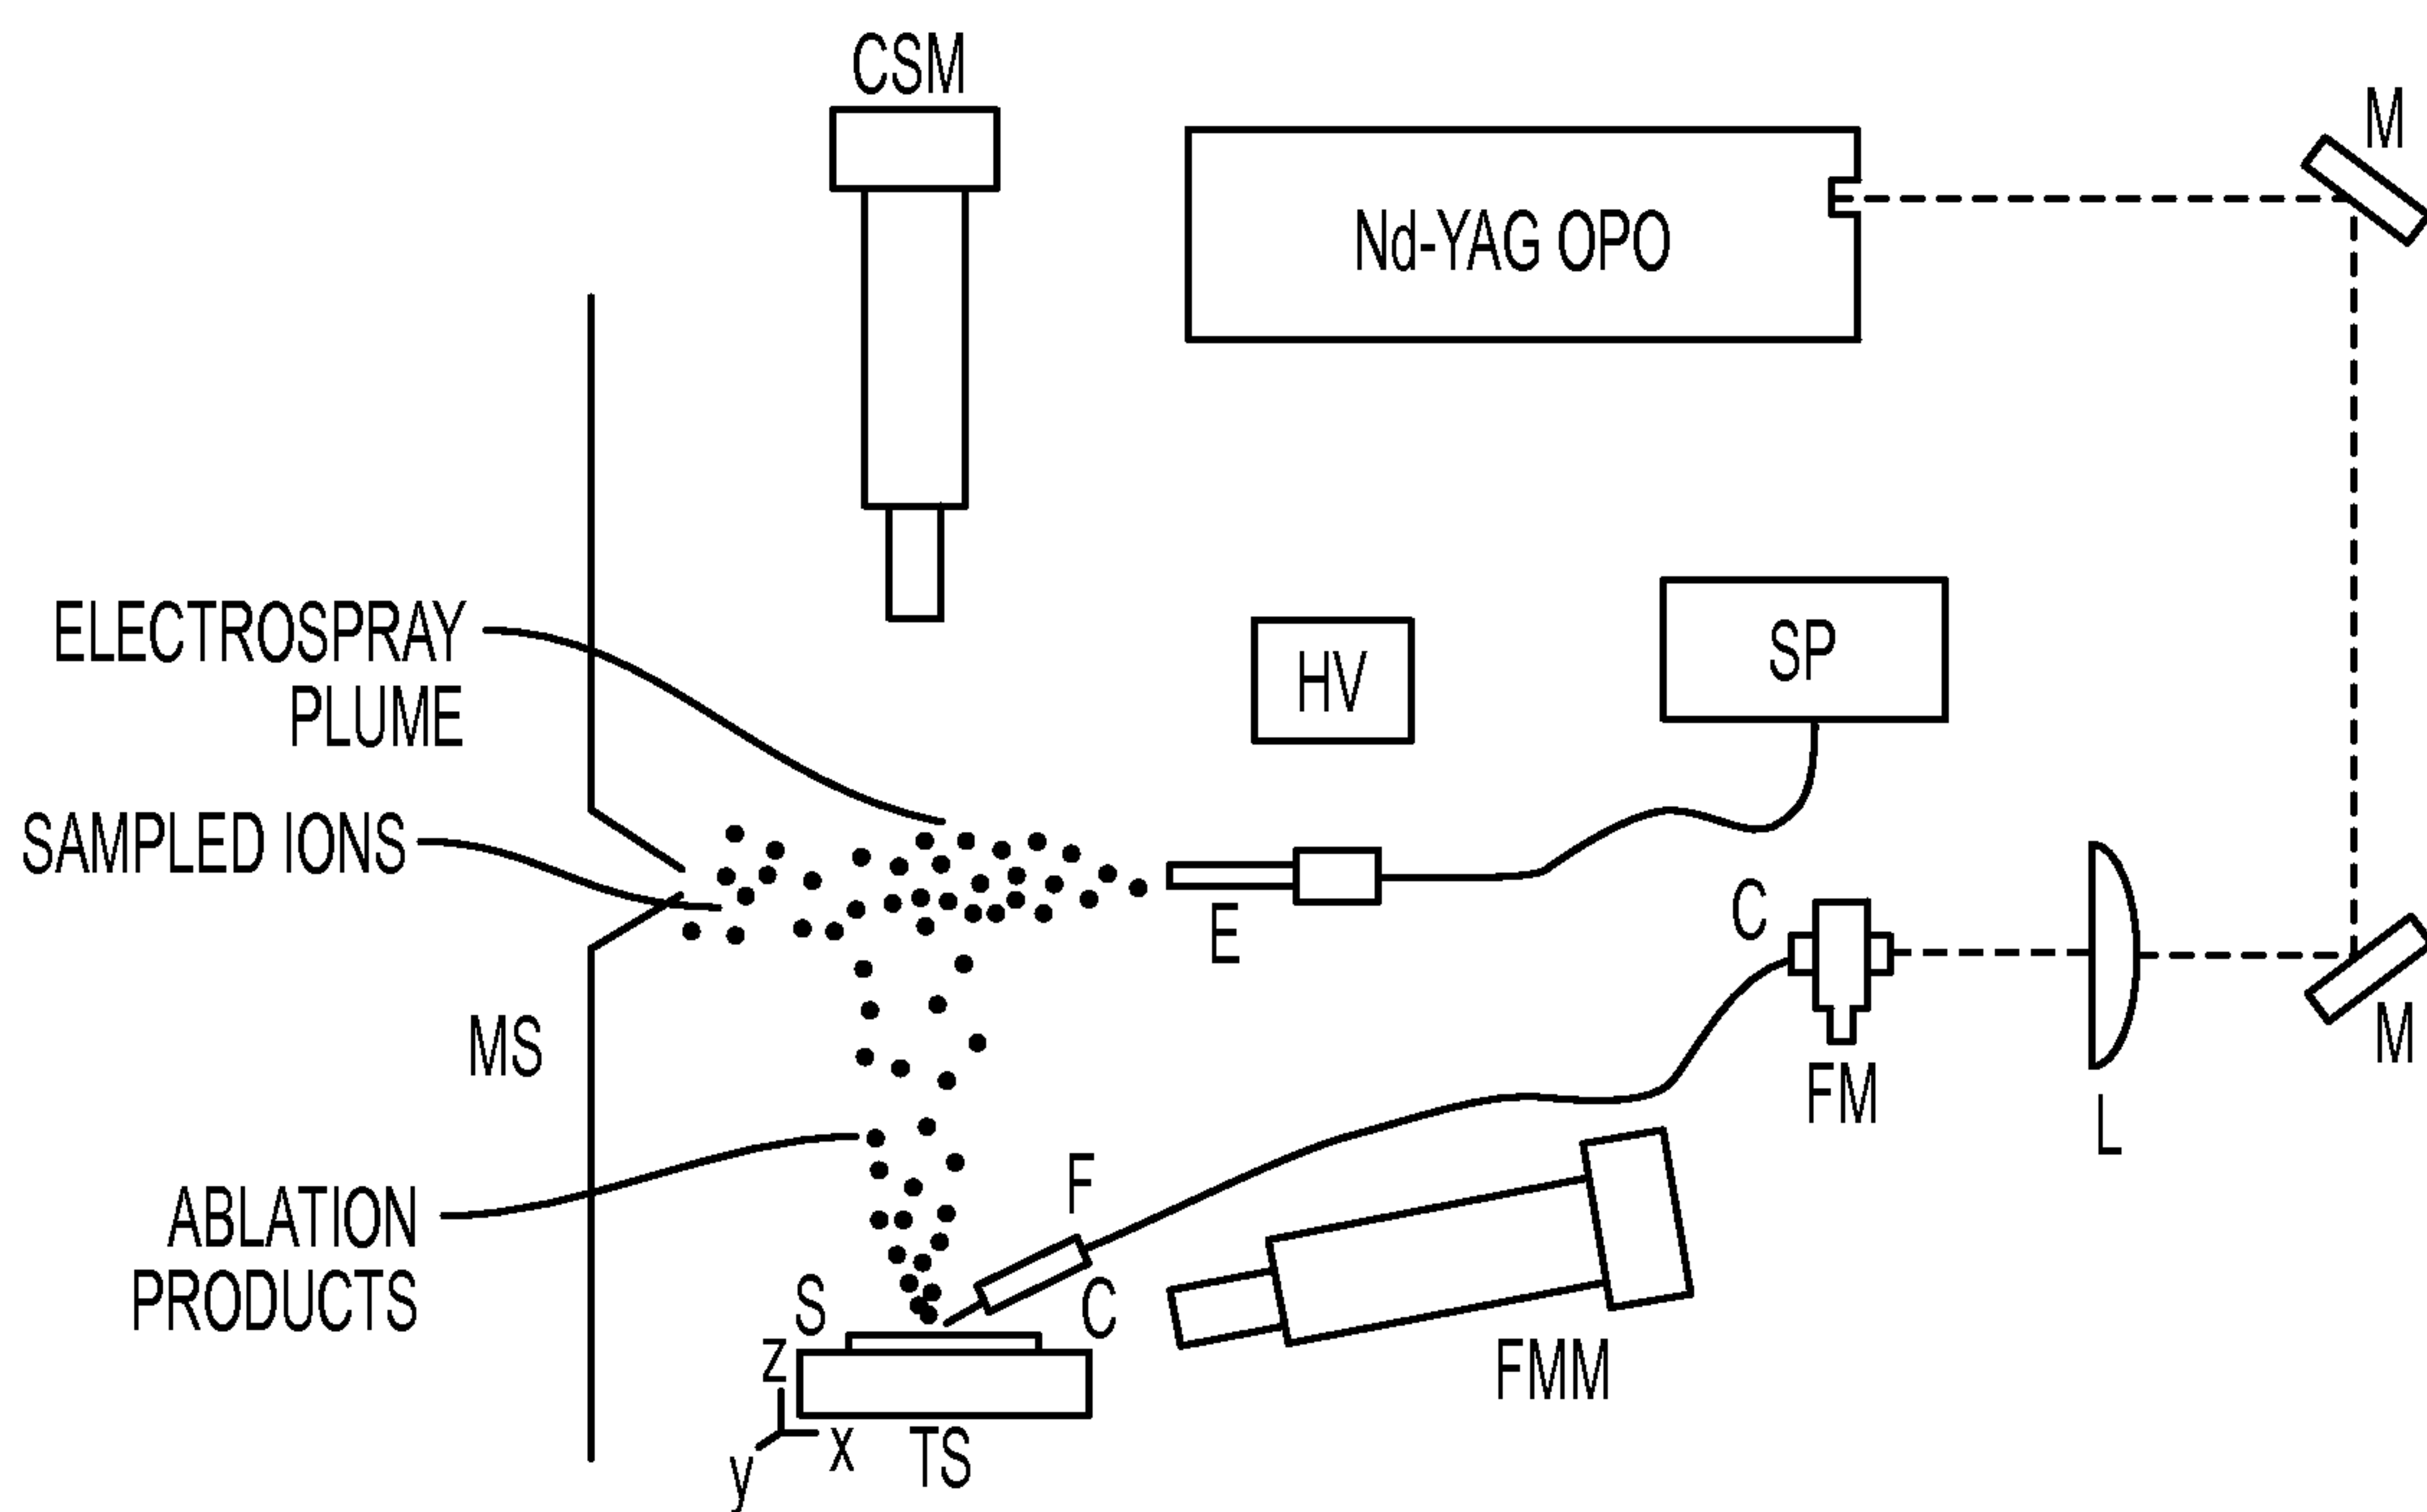 CSM
M
Nd-YAG OPO
ELECTROSPRAY
PLUME
HV
SP
SAMPLED IONS
E
C
MS
FM
M
L
F
ABLATION
PRODUCTS
S
C
Z
FMM
X
TS
y